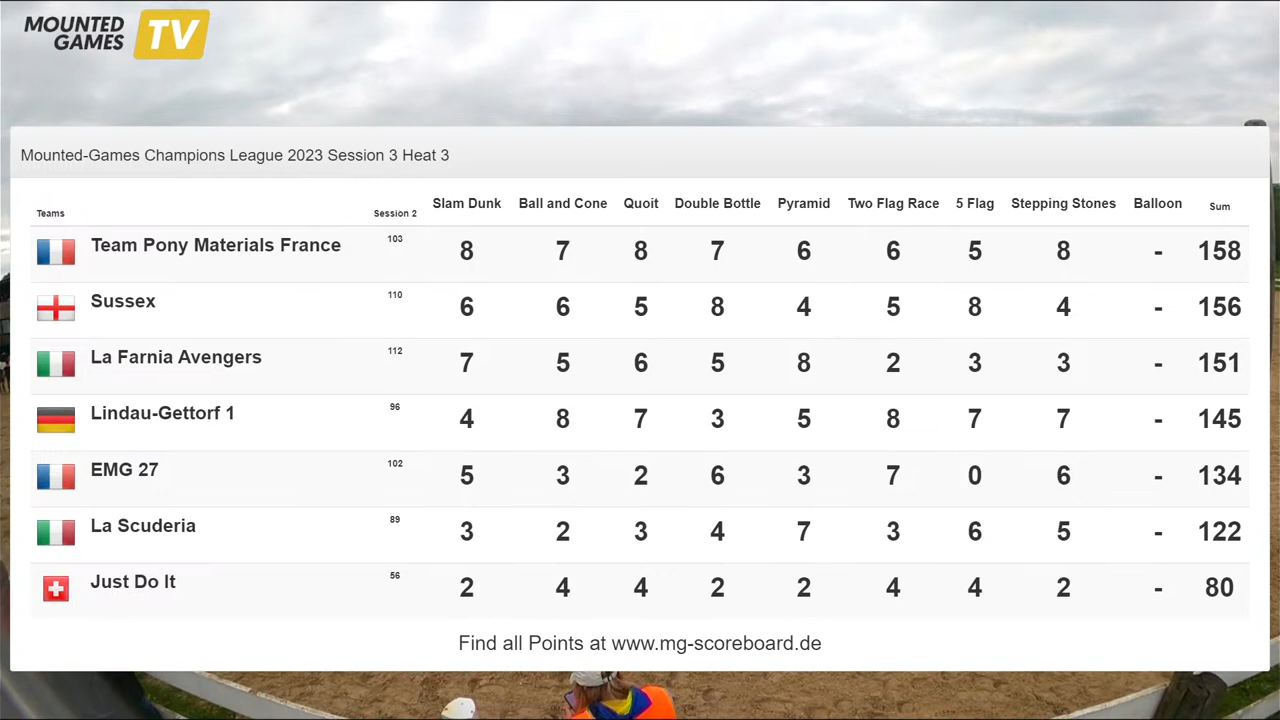 MOUNTED
GAMES TV
Mounted-Games Champions League 2023 Session 3 Heat 3
Teams Session 2 Slam Dunk Ball and Cone Quoit Double Bottle Pyramid Two Flag Race 5 Flag Stepping Stones Balloon Sum
Team Pony Materials France 103 8 7 8 7 6 6 5 8 - 158
Sussex 110 6 6 5 8 4 5 8 4 - 156
La Farnia Avengers 112 7 5 6 5 8 2 3 3 - 151
Lindau-Gettorf 1 96 4 8 7 3 5 8 7 7 - 145
EMG 27 102 5 3 2 6 3 7 0 6 - 134
La Scuderia 89 3 2 3 4 7 3 6 5 - 122
Just Do It 56 2 4 4 2 2 4 4 2 - 80
Find all Points at www.mg-scoreboard.de